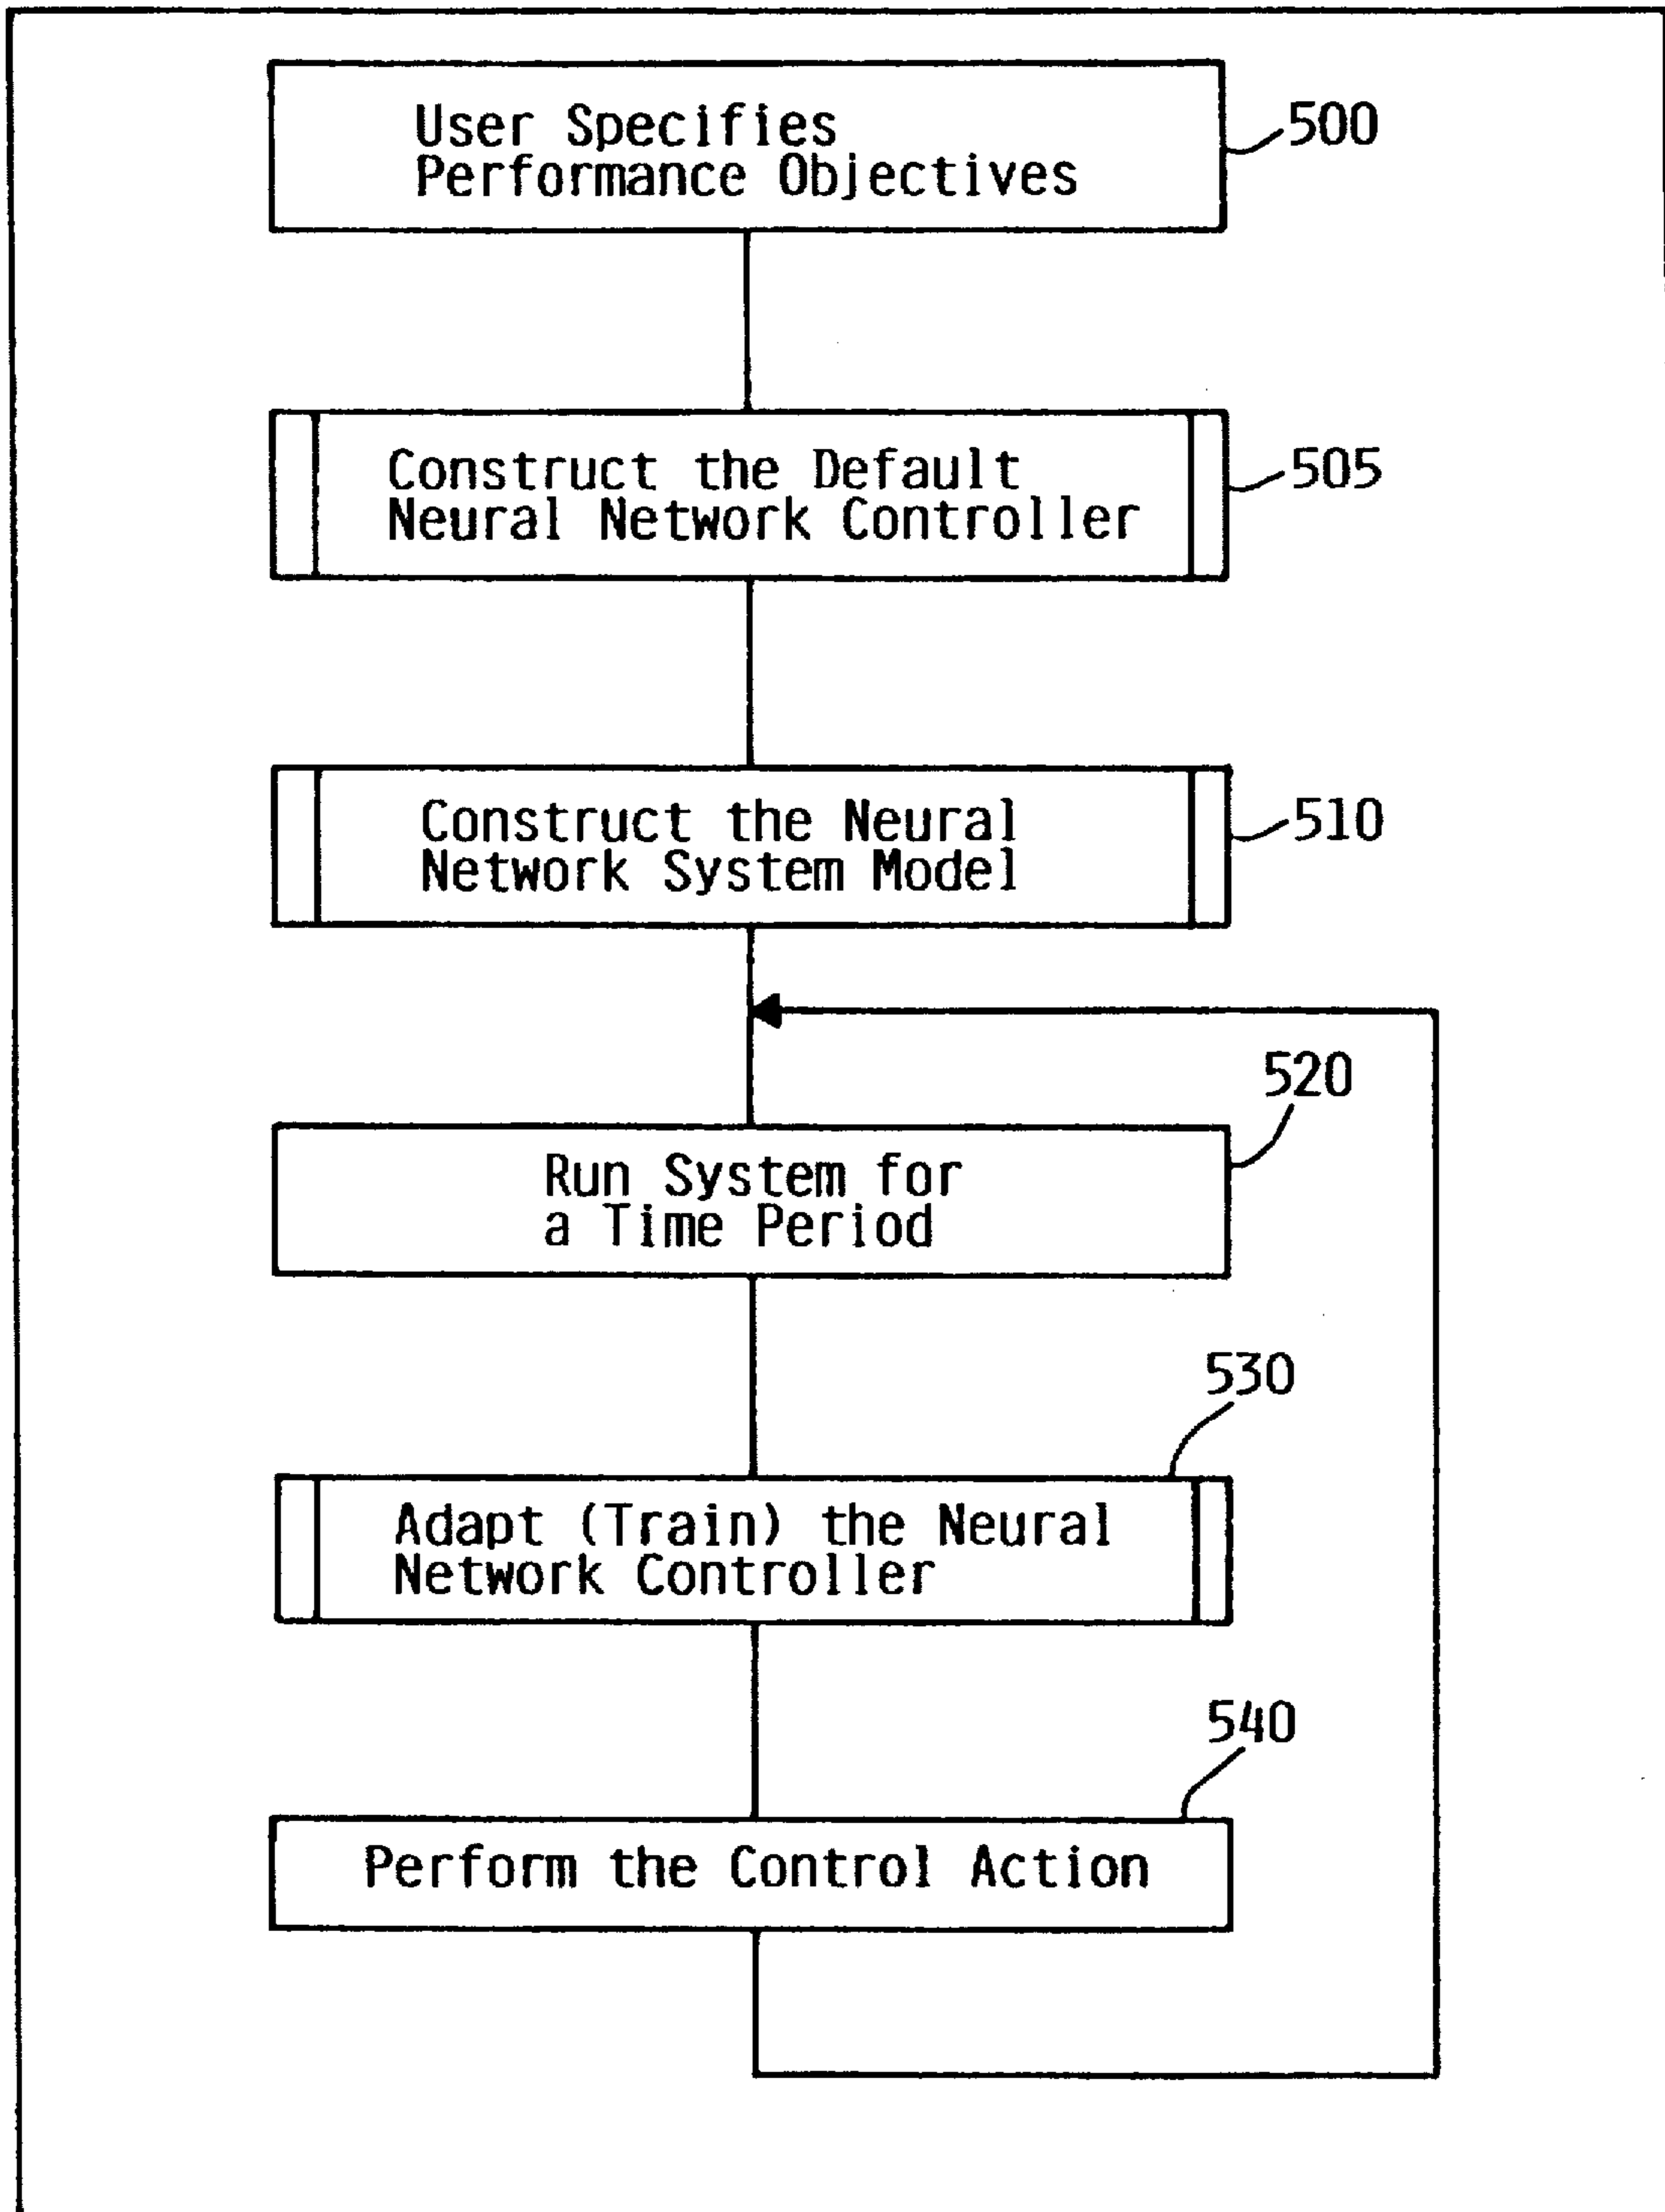 User Specifies
Performance Objectives
500
Construct the Default
Neural Network Controller
505
Construct the Neural
Network System Model
510
520
Run System for
a Time Period
530
Adapt (Train) the Neural
Network Controller
540
Perform the Control Action